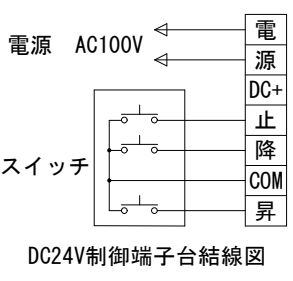 電源 AC100V
電
源
DC+
止
降
COM
昇
スイッチ
DC24V制御端子台結線図